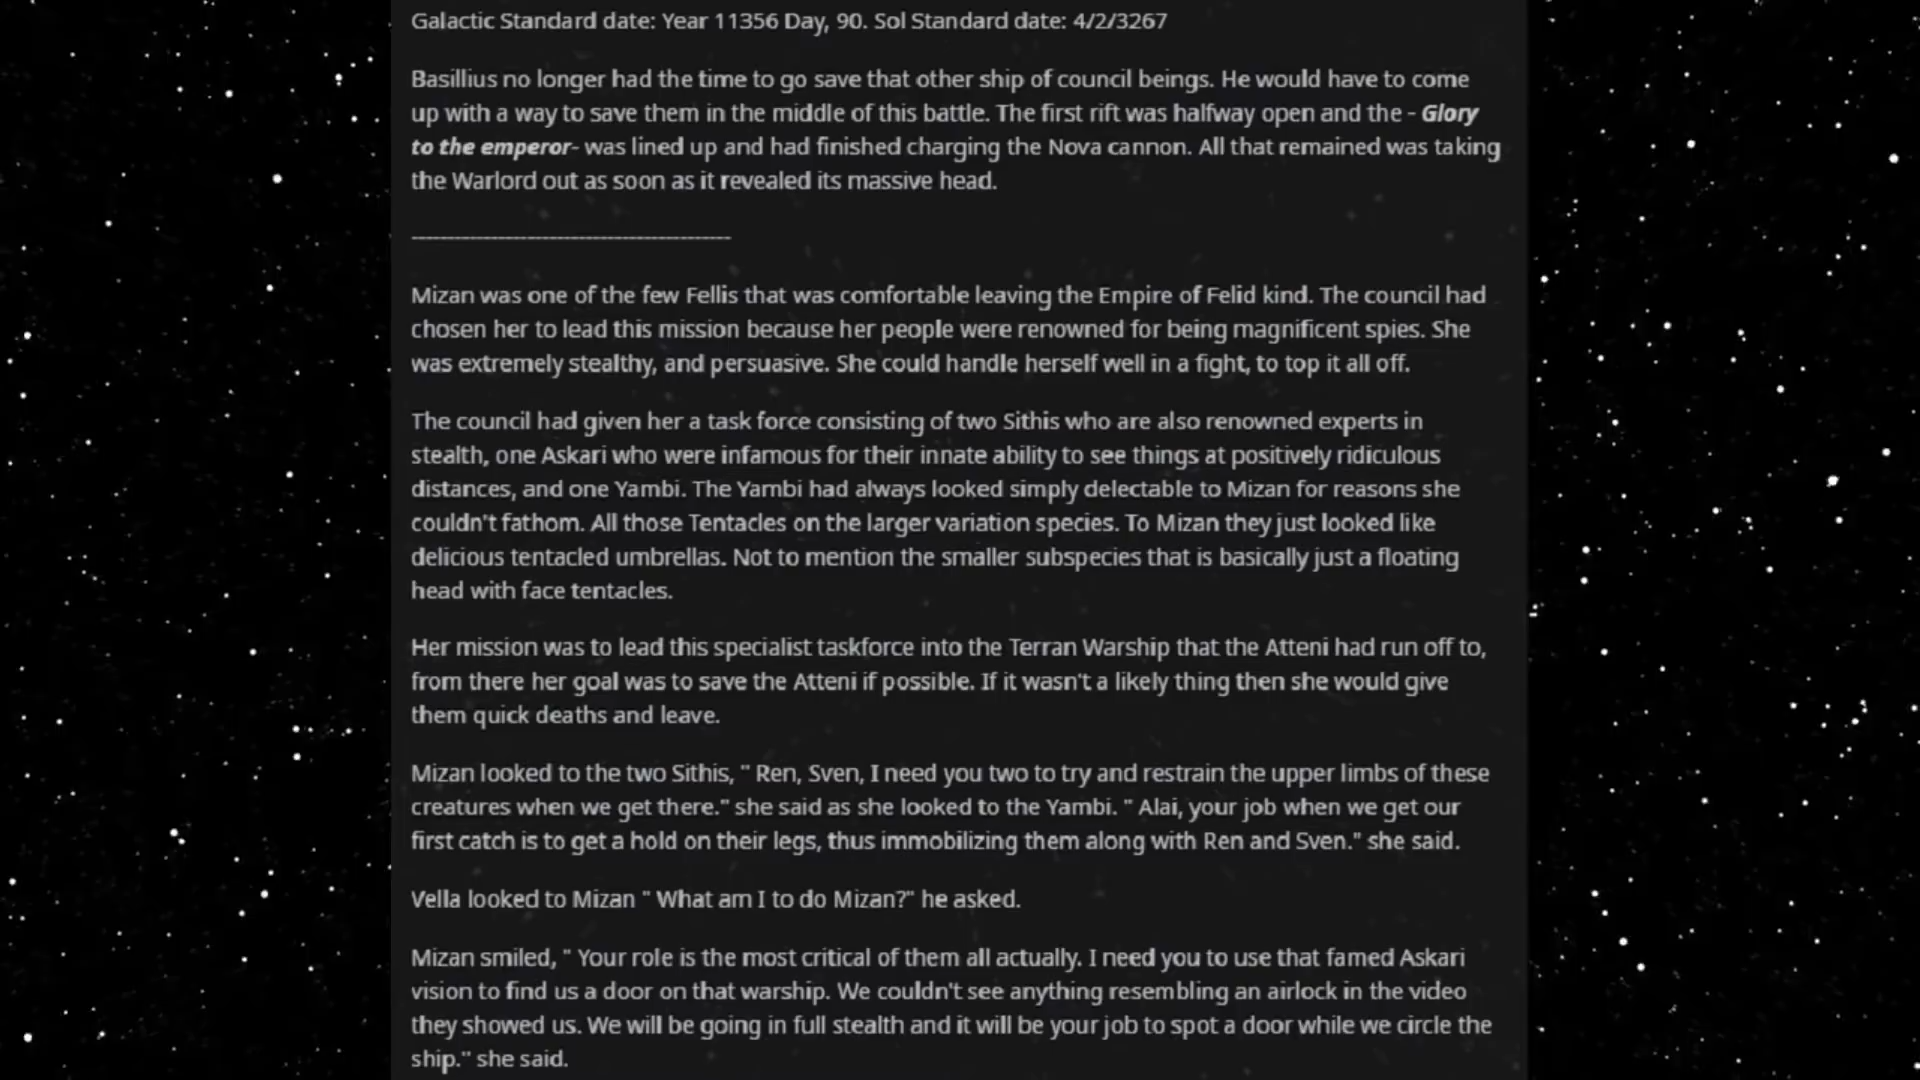 Galactic Standard date: Year 11356 Day, 90. Sol Standard date: 4/2/3267
Basillius no longer had the time to go save that other ship of council beings. He would have to come
up with a way to save them in the middle of this battle. The first rift was halfway open and the - Glory
to the emperor- was lined up and had finished charging the Nova cannon. All that remained was taking
the Warlord out as soon as it revealed its massive head.
----------------------------------------
Mizan was one of the few Fellis that was comfortable leaving the Empire of Felid kind. The council had
chosen her to lead this mission because her people were renowned for being magnificent spies. She
was extremely stealthy, and persuasive. She could handle herself well in a fight, to top it all off.
The council had given her a task force consisting of two Sithis who are also renowned experts in
stealth, one Askari who were infamous for their innate ability to see things at positively ridiculous
distances, and one Yambi. The Yambi had always looked simply delectable to Mizan for reasons she
couldn't fathom. All those Tentacles on the larger variation species. To Mizan they just looked like
delicious tentacled umbrellas. Not to mention the smaller subspecies that is basically just a floating
head with face tentacles.
Her mission was to lead this specialist taskforce into the Terran Warship that the Atteni had run off to,
from there her goal was to save the Atteni if possible. If it wasn't a likely thing then she would give
them quick deaths and leave.
Mizan looked to the two Sithis, " Ren, Sven, I need you two to try and restrain the upper limbs of these
creatures when we get there." she said as she looked to the Yambi. " Alai, your job when we get our
first catch is to get a hold on their legs, thus immobilizing them along with Ren and Sven." she said.
Vella looked to Mizan " What am I to do Mizan?" he asked.
Mizan smiled, " Your role is the most critical of them all actually. I need you to use that famed Askari
vision to find us a door on that warship. We couldn't see anything resembling an airlock in the video
they showed us. We will be going in full stealth and it will be your job to spot a door while we circle the
ship." she said.